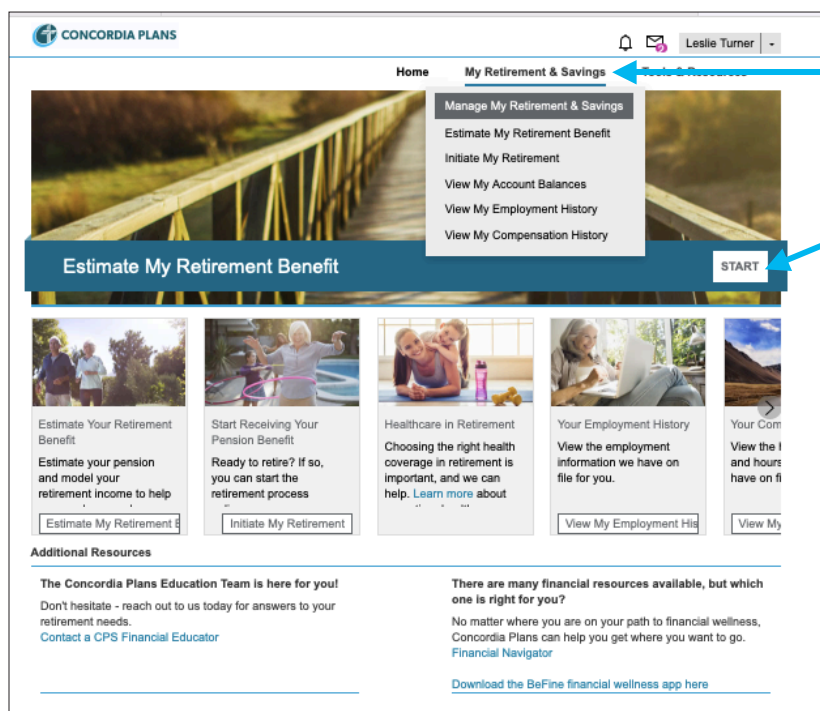 CONCORDIA PLANS
Leslie Turner
Home My Retirement & Savings Tools & Resources
Manage My Retirement & Savings
Estimate My Retirement Benefit
Initiate My Retirement
View My Account Balances
View My Employment History
View My Compensation History
Estimate My Retirement Benefit START
Estimate Your Retirement
Benefit
Estimate your pension
and model your
retirement income to help
Estimate My Retirement
Start Receiving Your
Pension Benefit
Ready to retire? If so,
you can start the
retirement process
Initiate My Retirement
Healthcare in Retirement
Choosing the right health
coverage in retirement is
important, and we can
help. Learn more about
Your Employment History
View the employment
information we have on
file for you.
View My Employment His
Your Com
View the
and hours
have on fi
View My
Additional Resources
The Concordia Plans Education Team is here for you!
Don't hesitate - reach out to us today for answers to your
retirement needs.
Contact a CPS Financial Educator
There are many financial resources available, but which
one is right for you?
No matter where you are on your path to financial wellness,
Concordia Plans can help you get where you want to go.
Financial Navigator
Download the BeFine financial wellness app here